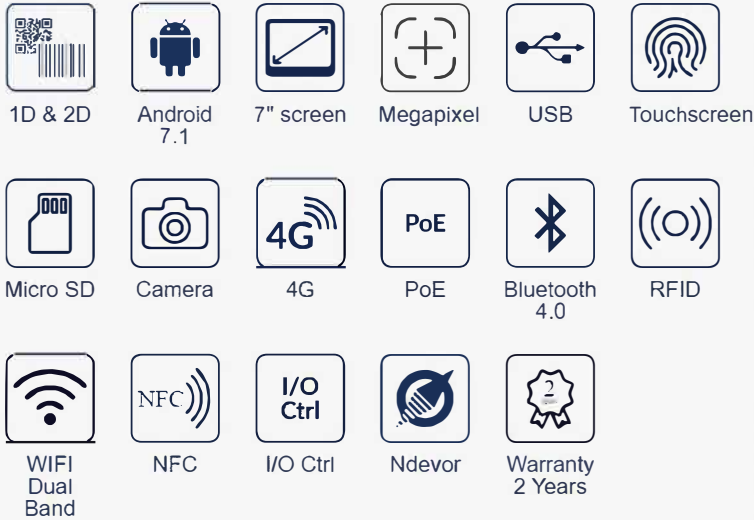 1D & 2D
Android
7.1
7" screen
Megapixel
USB
Touchscreen
4G
PoE
Micro SD
Camera
4G
PoE
Bluetooth
4.0
RFID
NFC
I/O
Ctrl
2
WIFI
Dual
Band
NFC
I/O Ctrl
Ndevor
Warranty
2 Years